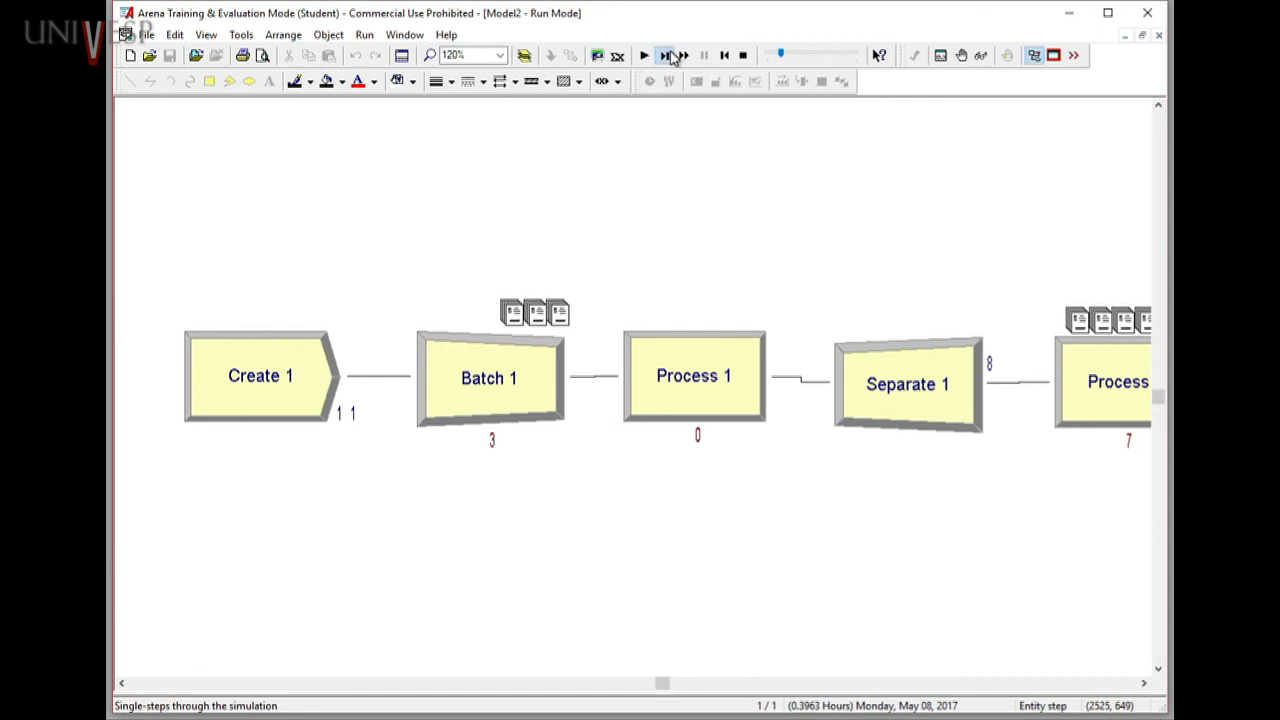 UNIVESP
Arena Training & Evaluation Mode (Student) - Commercial Use Prohibited - [Model2 - Run Mode]
File Edit View Tools Arrange Object Run Window Help
120%
Create 1
1 1
Batch 1
3
Process 1
0
Separate 1
8
Process
7
Single-steps through the simulation
1 / 1
(0.3963 Hours) Monday, May 08, 2017
Entity step
(2525, 649)